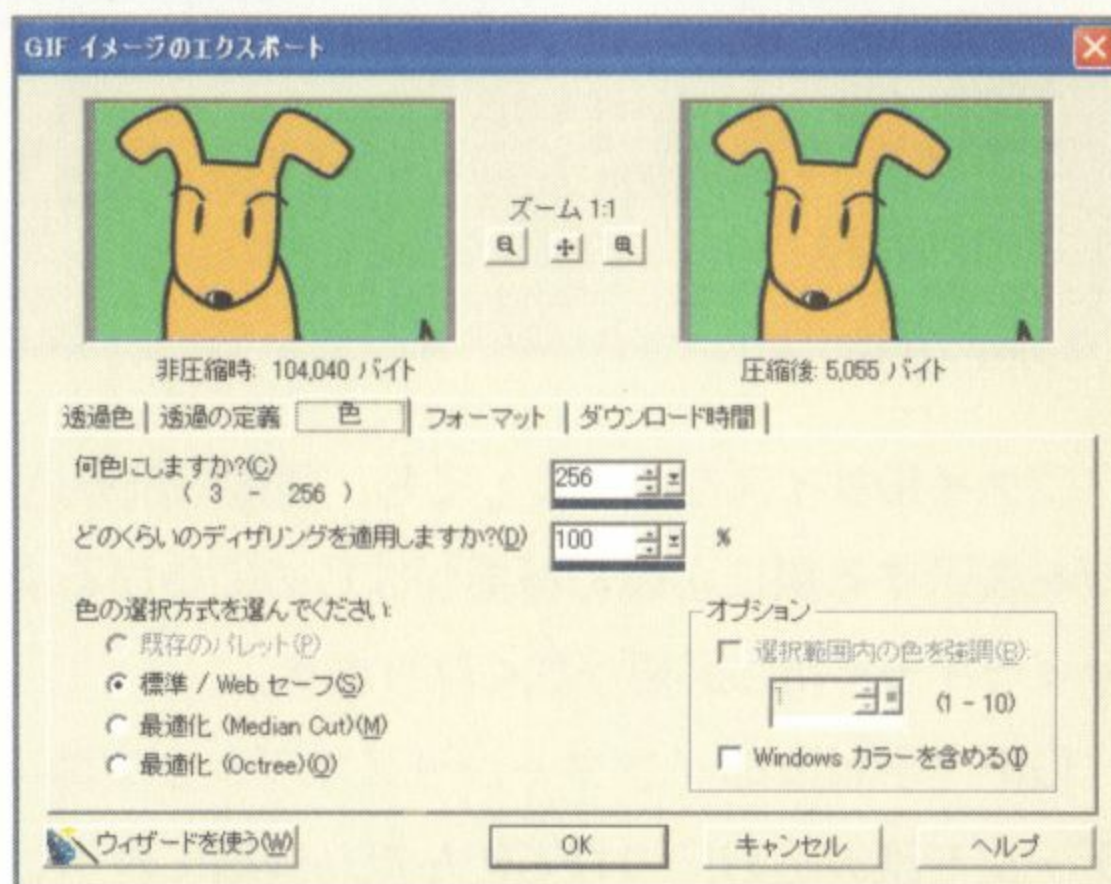 GIF イメージのエクスポート
ズーム 1:1
非圧縮時: 104,040 バイト
圧縮後: 5,055 バイト
透過色 透過の定義 色 フォーマット ダウンロード時間
何色にしますか?(C)
( 3 - 256 )
256
どのくらいのディザリングを適用しますか?(D)
100 %
色の選択方式を選んでください:
既存のパレット(P)
標準 / Web セーフ(S)
最適化 (Median Cut)(M)
最適化 (Octree)(O)
オプション
選択範囲内の色を強調(B):
1 (1 - 10)
Windows カラーを含める(I)
ウィザードを使う(W)
OK
キャンセル
ヘルプ